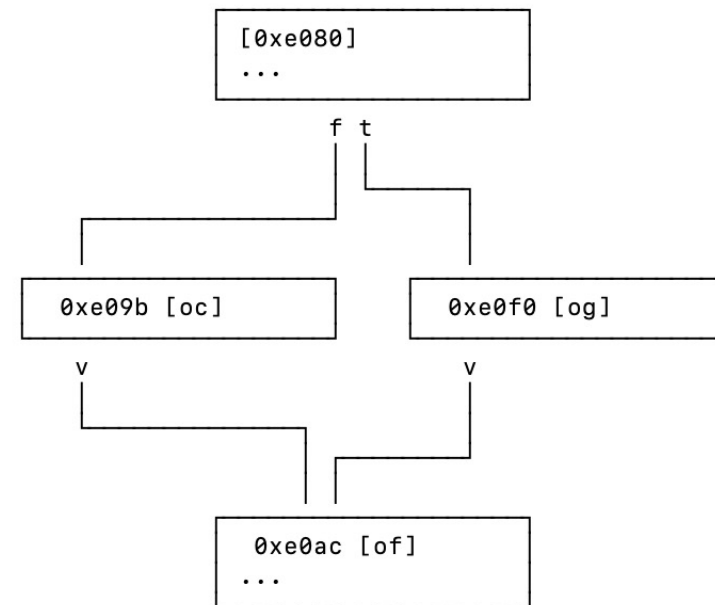 [0xe080]
...
f t
0xe09b [oc]
0xe0f0 [og]
v
v
0xe0ac [of]
...